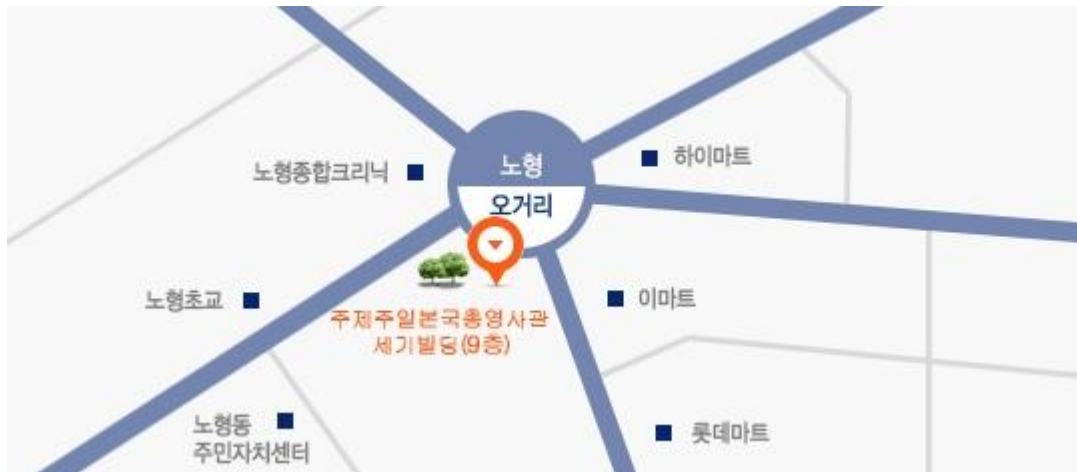 노형
오거리
하이마트
노형종합크리닉
노형초교
이마트
주제주일본국총영사관
세기빌딩(9층)
노형동
주민자치센터
롯데마트